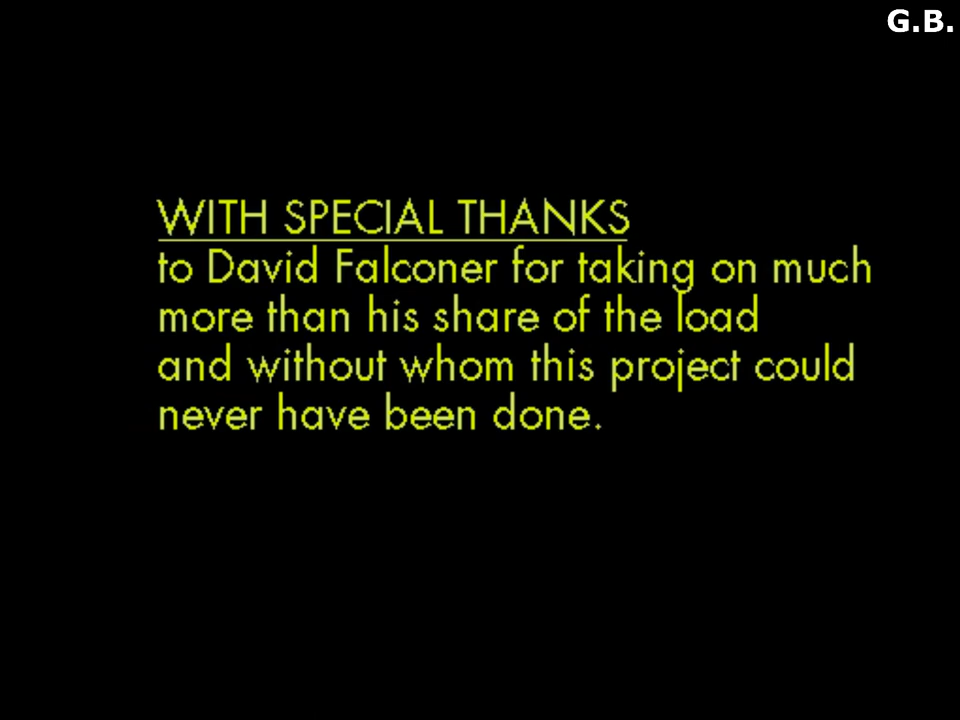 G.B.
WITH SPECIAL THANKS
to David Falconer for taking on much
more than his share of the load
and without whom this project could
never have been done.